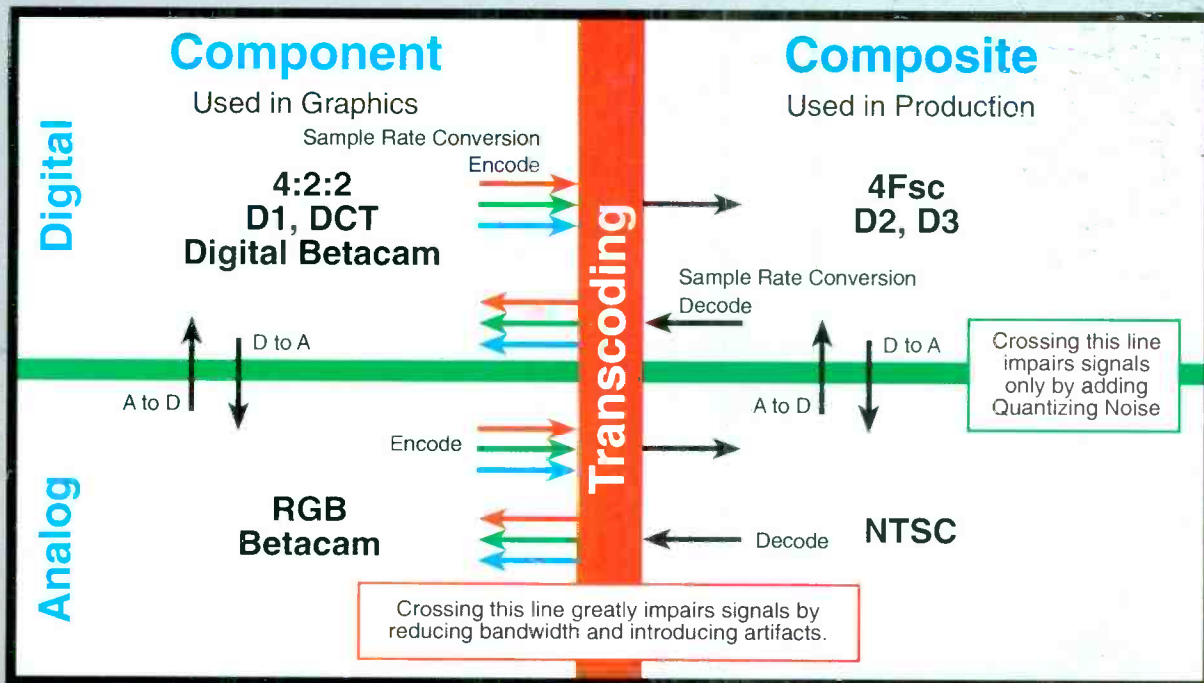 Component
Used in Graphics
Composite
Used in Production
Digital
Sample Rate Conversion
Encode
4:2:2
D1, DCT
Digital Betacam
Transcoding
4Fsc
D2, D3
Sample Rate Conversion
Decode
D to A
A to D
D to A
A to D
Crossing this line
impairs signals
only by adding
Quantizing Noise
Analog
Encode
RGB
Betacam
Decode
NTSC
Crossing this line greatly impairs signals by
reducing bandwidth and introducing artifacts.